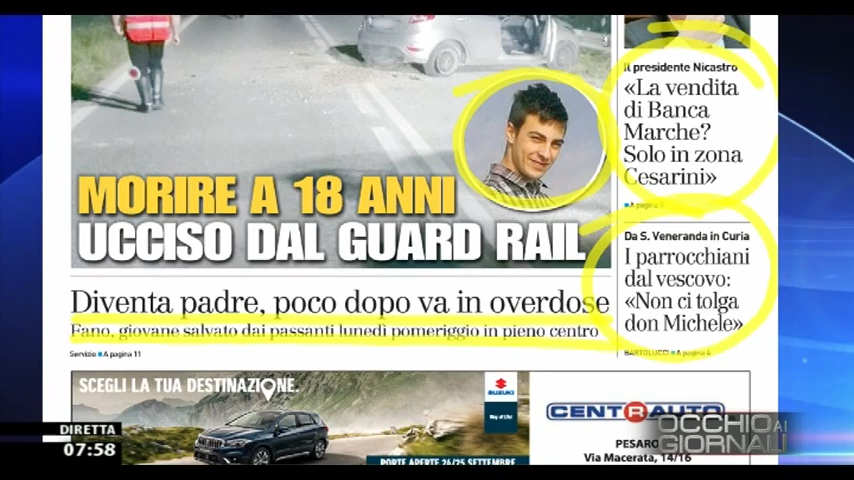 MORIRE A 18 ANNI
UCCISO DAL GUARD RAIL
Diventa padre, poco dopo va in overdose
Fano, giovane salvato dai passanti lunedì pomeriggio in pieno centro
Servizio ■ A pagina 11
Il presidente Nicastro
«La vendita
di Banca
Marche?
Solo in zona
Cesarini»
■ A pagina
Da S. Veneranda in Curia
I parrocchiani
dal vescovo:
«Non ci tolga
don Michele»
BARTOLUCCI ■ A pagina 4
SCEGLI LA TUA DESTINAZIONE.
SUZUKI
Way of Life!
PORTE APERTE 24/25 SETTEMBRE
CENTRAUTO
PESARO
Via Macerata, 14/16
DIRETTA
07:58
OCCHIO AI
GIORNALI